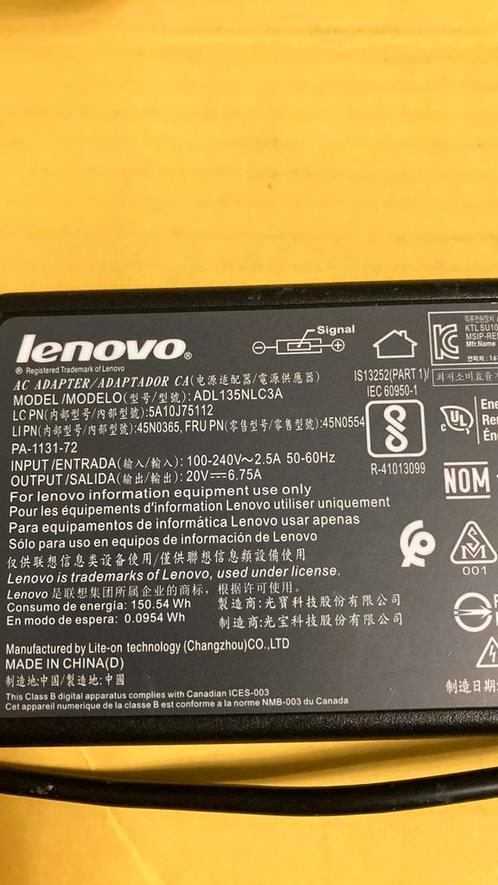 lenovo®
® Registered Trademark of Lenovo
Signal
AC ADAPTER/ADAPTADOR CA(电源适配器/電源供應器)
MODEL/MODELO(型号/型號): ADL135NLC3A
LC PN(内部型号/內部型號):5A10J75112
LI PN(内部型号/內部型號):45N0365, FRU PN(零售型号/零售型號):45N0554
PA-1131-72
INPUT/ENTRADA(输入/輸入): 100-240V~2.5A 50-60Hz
OUTPUT/SALIDA(输出/輸出): 20V⎓6.75A
For lenovo information equipment use only
Pour les équipements d'information Lenovo utiliser uniquement
Para equipamentos de informática Lenovo usar apenas
Sólo para uso en equipos de información de Lenovo
仅供联想信息类设备使用/僅供聯想信息類設備使用
Lenovo is trademarks of Lenovo, used under license.
Lenovo 是联想集团所属企业的商标，根据许可使用.
Consumo de energía: 150.54 Wh
En modo de espera: 0.0954 Wh
製造商:光寶科技股份有限公司
制造商:光宝科技股份有限公司
Manufactured by Lite-on technology (Changzhou)CO.,LTD
MADE IN CHINA(D)
制造地:中国/製造地:中國
This Class B digital apparatus complies with Canadian ICES-003
Cet appareil numerique de la classe B est conforme a la norme NMB-003 du Canada
IS13252(PART 1)/
IEC 60950-1
R-41013099
KTL SU10
MSIP-RE
Mfr.Name
UL
NOM
001
制造日期